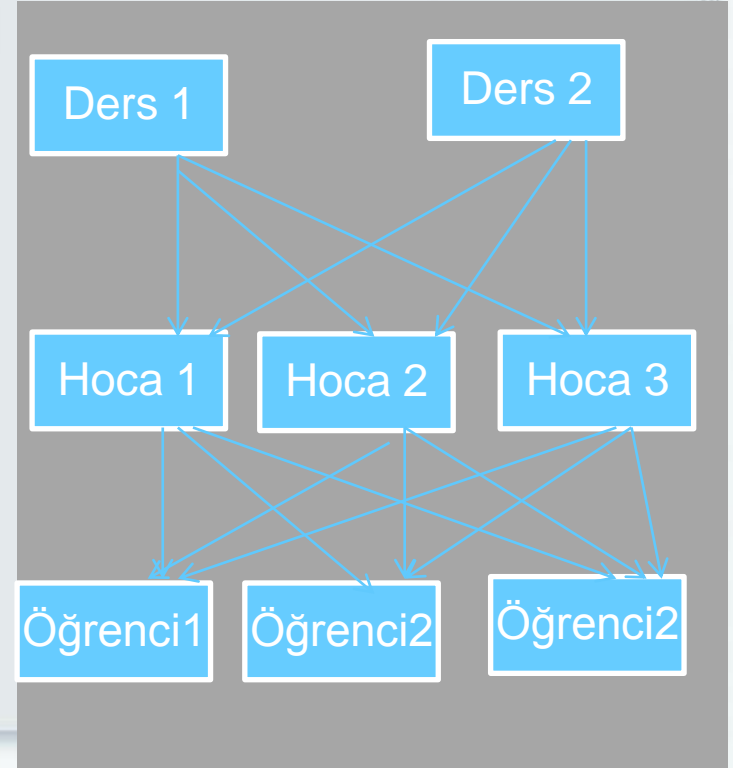 Ders 1
Ders 2
Hoca 1
Hoca 2
Hoca 3
Öğrenci1
Öğrenci2
Öğrenci2